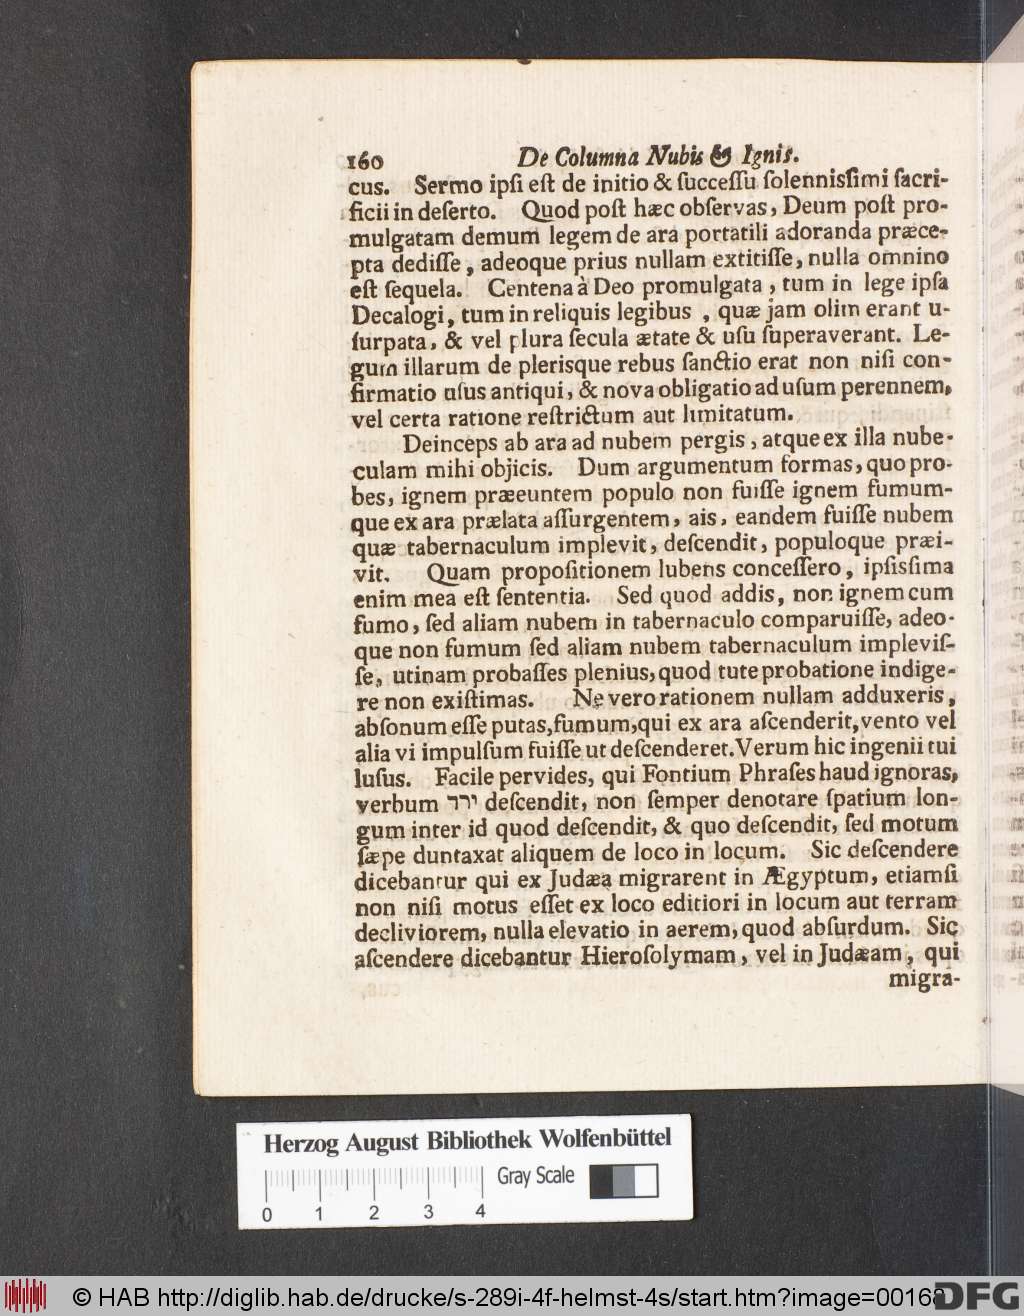 160 De Columna Nubis & Ignis.
cus. Sermo ipſi eſt de initio & ſucceſſu ſolennisſimi ſacri-
ficii in deſerto. Quod poſt hæc obſervas, Deum poſt pro-
mulgatam demum legem de ara portatili adoranda præce-
pta dediſſe, adeoque prius nullam extitiſſe, nulla omnino
eſt ſequela. Centena à Deo promulgata, tum in lege ipſa
Decalogi, tum in reliquis legibus, quæ jam olim erant u-
ſurpata, & vel plura ſecula ætate & uſu ſuperaverant. Le-
gum illarum de plerisque rebus ſanctio erat non niſi con-
firmatio uſus antiqui, & nova obligatio ad uſum perennem,
vel certa ratione reſtrictum aut limitatum.
Deinceps ab ara ad nubem pergis, atque ex illa nube-
culam mihi objicis. Dum argumentum formas, quo pro-
bes, ignem præeuntem populo non fuiſſe ignem fumum-
que ex ara prælata aſſurgentem, ais, eandem fuiſſe nubem
quæ tabernaculum implevit, deſcendit, populoque præi-
vit. Quam propoſitionem lubens conceſſero, ipſisſima
enim mea eſt ſententia. Sed quod addis, non ignem cum
fumo, ſed aliam nubem in tabernaculo comparuiſſe, adeo-
que non fumum ſed aliam nubem tabernaculum impleviſ-
ſe, utinam probaſſes plenius, quod tute probatione indige-
re non exiſtimas. Ne vero rationem nullam adduxeris,
abſonum eſſe putas, fumum, qui ex ara aſcenderit, vento vel
alia vi impulſum fuiſſe ut deſcenderet. Verum hic ingenii tui
luſus. Facile pervides, qui Fontium Phraſes haud ignoras,
verbum ירד deſcendit, non ſemper denotare ſpatium lon-
gum inter id quod deſcendit, & quo deſcendit, ſed motum
ſæpe duntaxat aliquem de loco in locum. Sic deſcendere
dicebantur qui ex Judæa migrarent in Ægyptum, etiamſi
non niſi motus eſſet ex loco editiori in locum aut terram
decliviorem, nulla elevatio in aerem, quod abſurdum. Sic
aſcendere dicebantur Hieroſolymam, vel in Judæam, qui
migra-
Herzog August Bibliothek Wolfenbüttel
Gray Scale
0 1 2 3 4
© HAB http://diglib.hab.de/drucke/s-289i-4f-helmst-4s/start.htm?image=00168
DFG